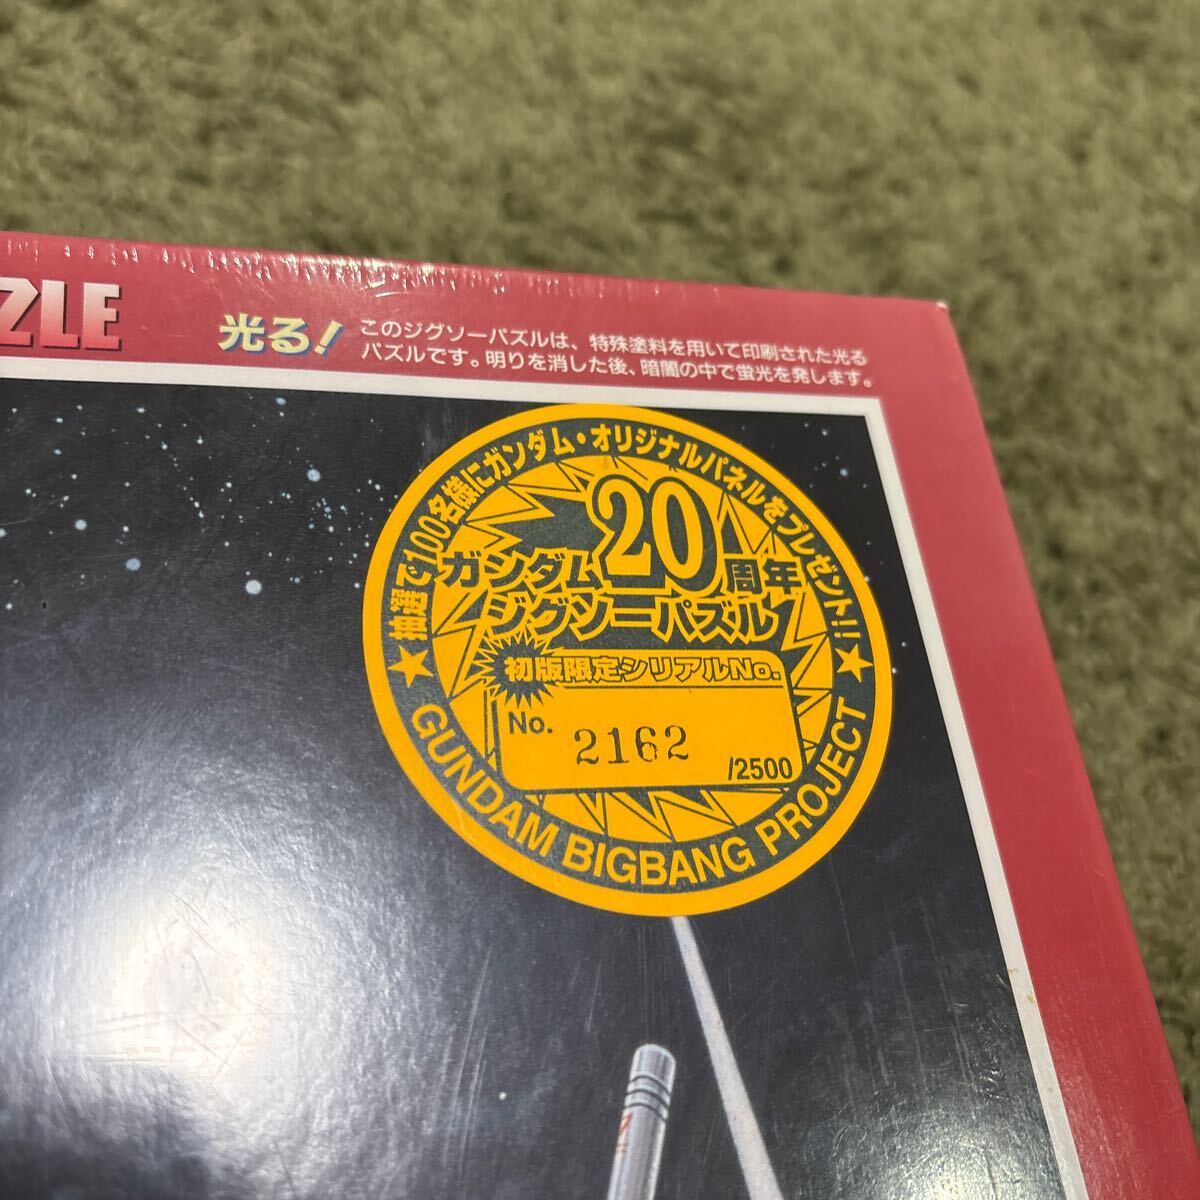 ZLE
光る!
このジグソーパズルは、特殊塗料を用いて印刷された光る
パズルです。明りを消した後、暗闇の中で蛍光を発します。
★抽選で100名様にガンダム・オリジナルパネルをプレゼント!!★
ガンダム20周年
ジグソーパズル
初版限定シリアルNo.
No. 2162 /2500
GUNDAM BIGBANG PROJECT